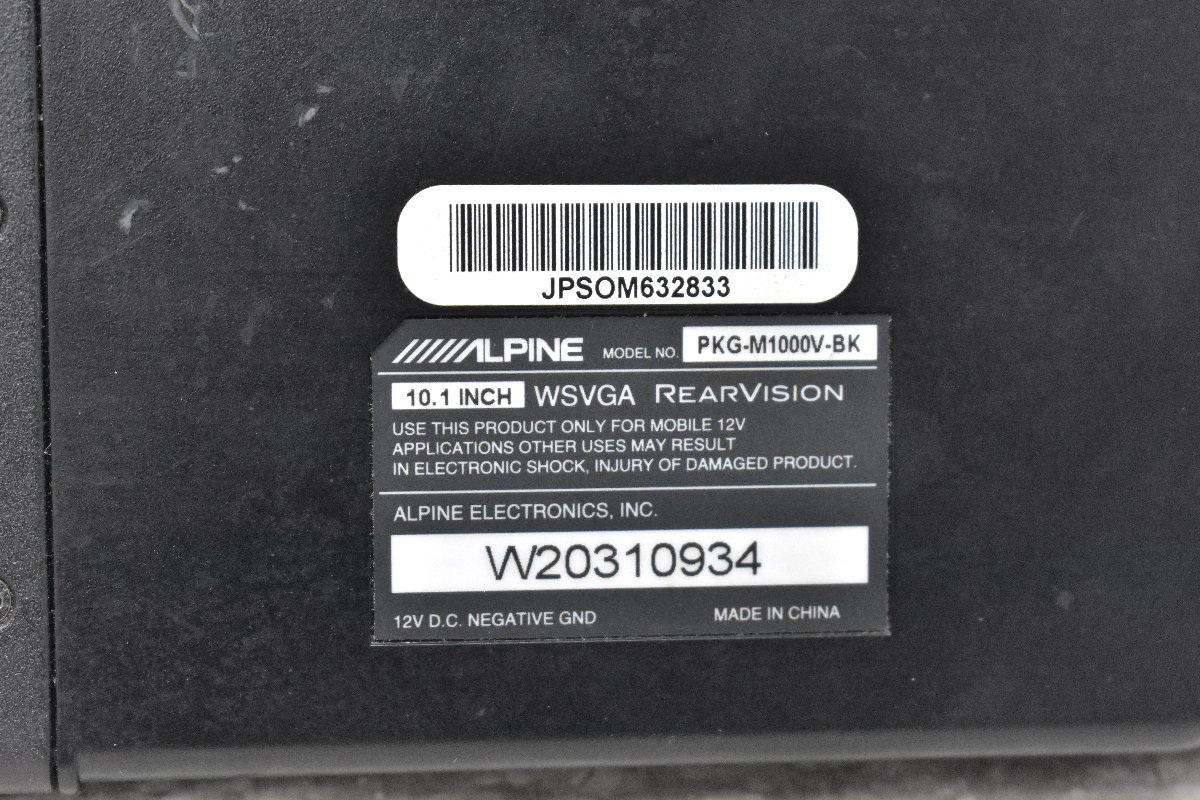 JPSOM632833
ALPINE MODEL NO. PKG-M1000V-BK
10.1 INCH WSVGA REARVISION
USE THIS PRODUCT ONLY FOR MOBILE 12V
APPLICATIONS OTHER USES MAY RESULT
IN ELECTRONIC SHOCK, INJURY OF DAMAGED PRODUCT.
ALPINE ELECTRONICS, INC.
W20310934
12V D.C. NEGATIVE GND MADE IN CHINA